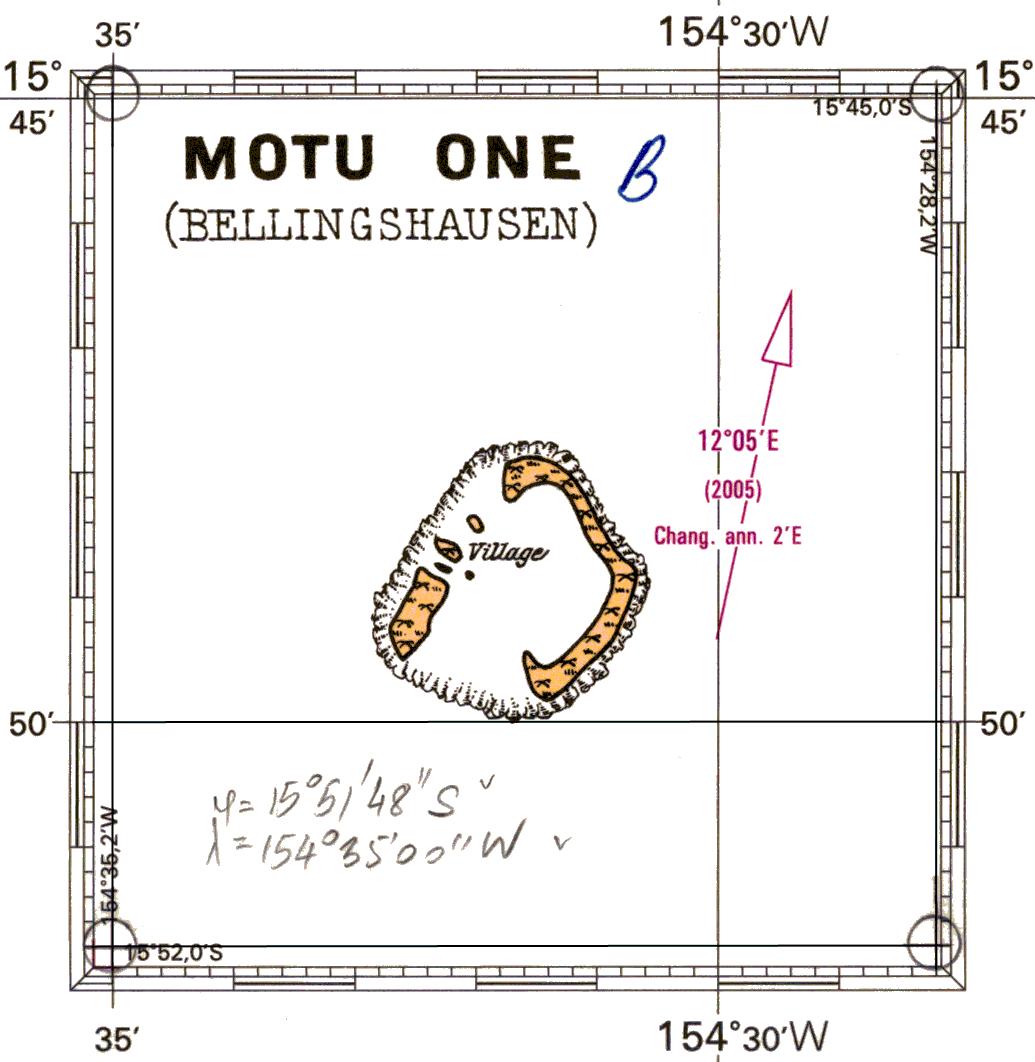 35′ 154°30′W
15° 15°
45′ 15°45,0′S 45′
154°28,2′W
MOTU ONE B
(BELLINGSHAUSEN)
12°05′E
(2005)
Chang. ann. 2′E
Village
50′ 50′
φ= 15°51′48″S
λ=154°35′00″W
154°35,2′W
15°52,0′S
35′ 154°30′W